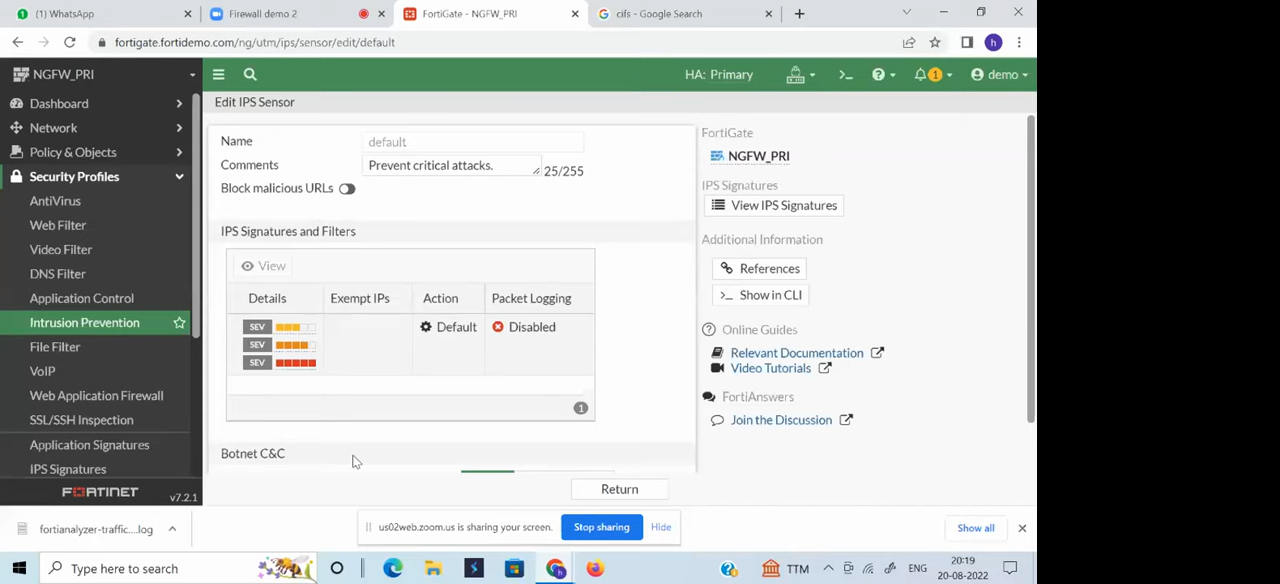 (1) WhatsApp
Firewall demo 2
FortiGate - NGFW_PRI
cifs - Google Search
fortigate.fortidemo.com/ng/utm/ips/sensor/edit/default
h
NGFW_PRI
HA: Primary
1
demo
Dashboard
Network
Policy & Objects
Security Profiles
AntiVirus
Web Filter
Video Filter
DNS Filter
Application Control
Intrusion Prevention
File Filter
VoIP
Web Application Firewall
SSL/SSH Inspection
Application Signatures
IPS Signatures
FORTINET
v7.2.1
Edit IPS Sensor
Name
default
Comments
Prevent critical attacks.
25/255
Block malicious URLs
IPS Signatures and Filters
View
Details Exempt IPs Action Packet Logging
SEV Default Disabled
SEV
SEV
1
Botnet C&C
Return
FortiGate
NGFW_PRI
IPS Signatures
View IPS Signatures
Additional Information
References
>_ Show in CLI
Online Guides
Relevant Documentation
Video Tutorials
FortiAnswers
Join the Discussion
fortianalyzer-traffic....log
us02web.zoom.us is sharing your screen.
Stop sharing
Hide
Show all
Type here to search
TTM
ENG
20:19
20-08-2022